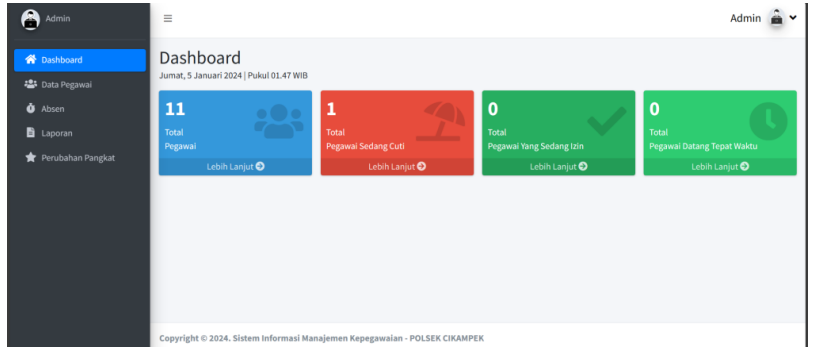 Admin
Admin
Dashboard
Data Pegawai
Absen
Laporan
Perubahan Pangkat
Dashboard
Jumat, 5 Januari 2024 | Pukul 01.47 WIB
11
Total
Pegawai
Lebih Lanjut
1
Total
Pegawai Sedang Cuti
Lebih Lanjut
0
Total
Pegawai Yang Sedang Izin
Lebih Lanjut
0
Total
Pegawai Datang Tepat Waktu
Lebih Lanjut
Copyright © 2024. Sistem Informasi Manajemen Kepegawaian - POLSEK CIKAMPEK